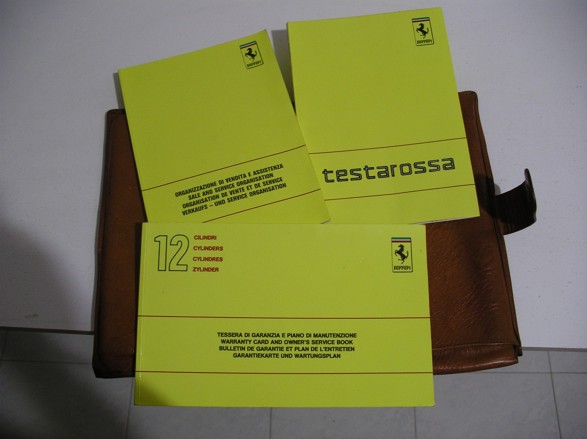 FERRARI
ORGANIZZAZIONE DI VENDITA E ASSISTENZA
SALE AND SERVICE ORGANISATION
ORGANISATION DE VENTE ET DE SERVICE
VERKAUFS - UND SERVICE ORGANISATION
FERRARI
testarossa
12
CILINDRI
CYLINDERS
CYLINDRES
ZYLINDER
FERRARI
TESSERA DI GARANZIA E PIANO DI MANUTENZIONE
WARRANTY CARD AND OWNER'S SERVICE BOOK
BULLETIN DE GARANTIE ET PLAN DE L'ENTRETIEN
GARANTIEKARTE UND WARTUNGSPLAN